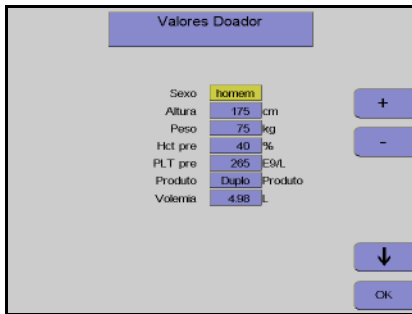 Valores Doador
Sexo homem
Altura 175 cm
Peso 75 kg
Hct pre 40 %
PLT pre 265 E9/L
Produto Duplo Produto
Volemia 4.98 L
+
-
↓
OK